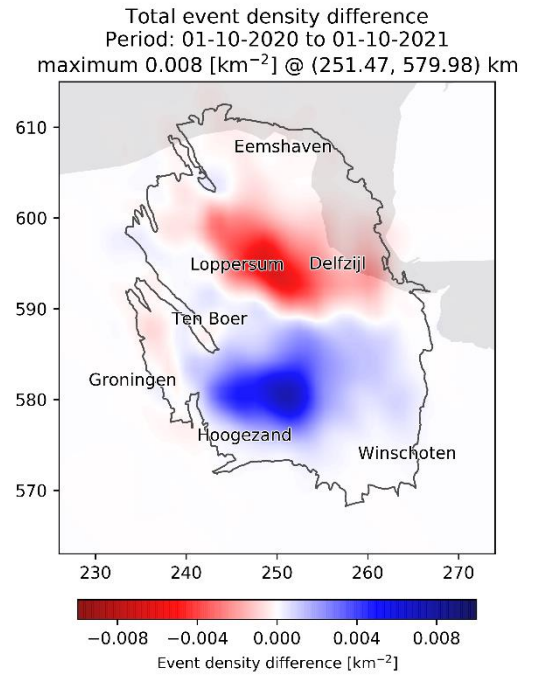 Total event density difference
Period: 01-10-2020 to 01-10-2021
maximum 0.008 [km⁻²] @ (251.47, 579.98) km
610
Eemshaven
600
Loppersum Delfzijl
590
Ten Boer
Groningen
580
Hoogezand
Winschoten
570
230 240 250 260 270
−0.008 −0.004 0.000 0.004 0.008
Event density difference [km⁻²]